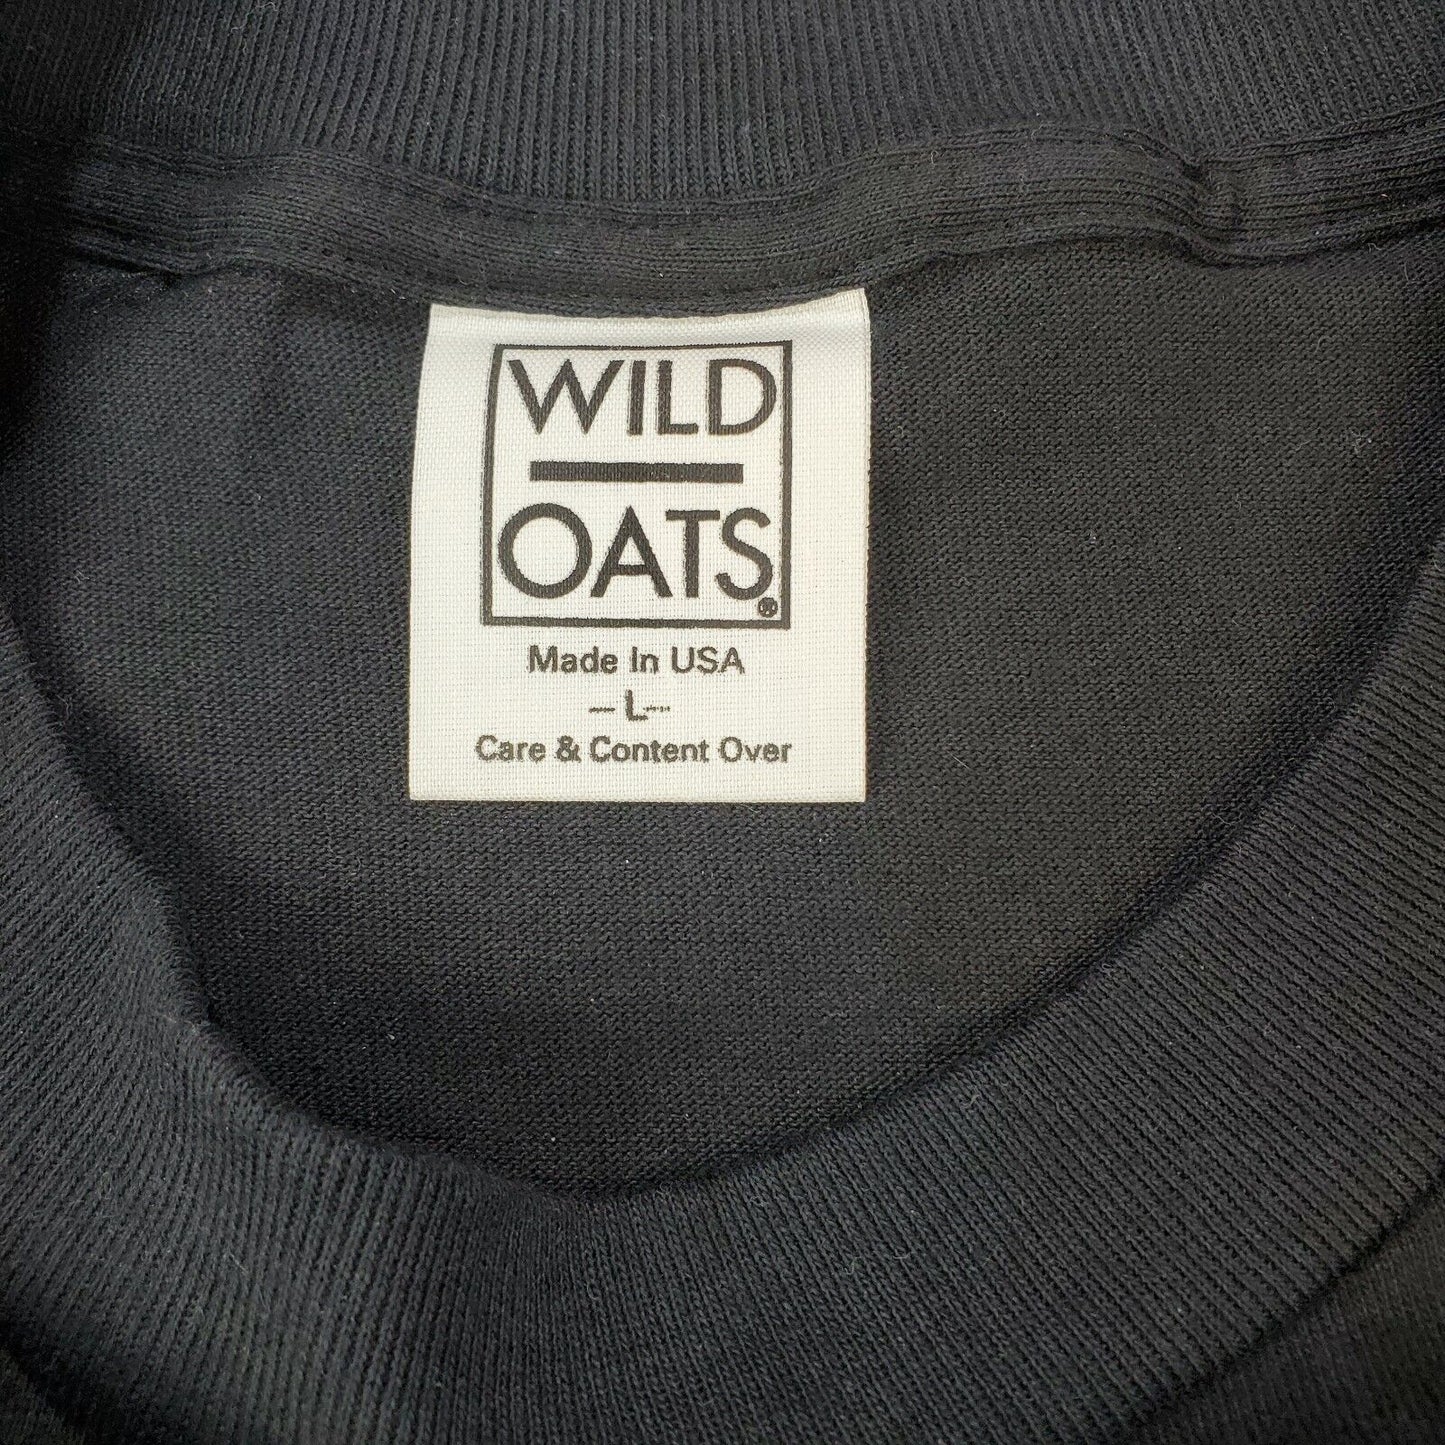 WILD
OATS®
Made In USA
— L —
Care & Content Over